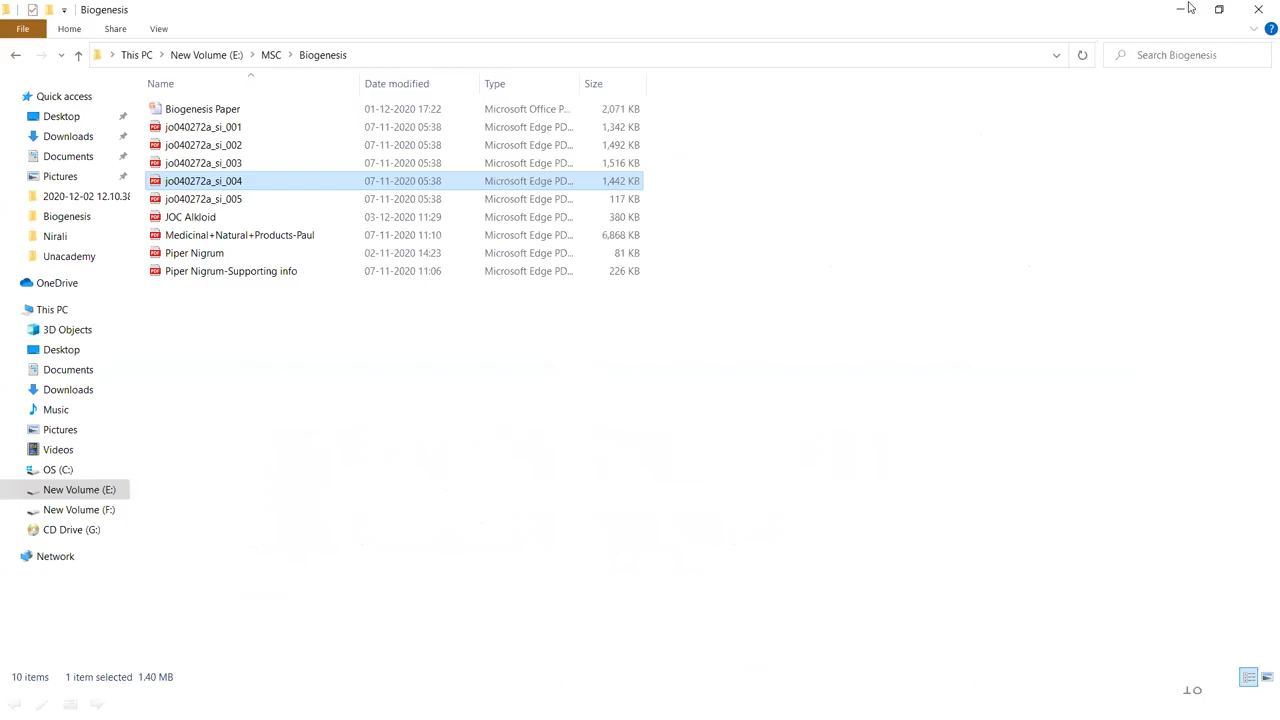 Biogenesis
File Home Share View
This PC New Volume (E:) MSC Biogenesis Search Biogenesis
Name Date modified Type Size
Quick access
Desktop
Downloads
Documents
Pictures
2020-12-02 12.10.38
Biogenesis
Nirali
Unacademy
OneDrive
This PC
3D Objects
Desktop
Documents
Downloads
Music
Pictures
Videos
OS (C:)
New Volume (E:)
New Volume (F:)
CD Drive (G:)
Network
Biogenesis Paper 01-12-2020 17:22 Microsoft Office P... 2,071 KB
jo040272a_si_001 07-11-2020 05:38 Microsoft Edge PD... 1,342 KB
jo040272a_si_002 07-11-2020 05:38 Microsoft Edge PD... 1,492 KB
jo040272a_si_003 07-11-2020 05:38 Microsoft Edge PD... 1,516 KB
jo040272a_si_004 07-11-2020 05:38 Microsoft Edge PD... 1,442 KB
jo040272a_si_005 07-11-2020 05:38 Microsoft Edge PD... 117 KB
JOC Alkloid 03-12-2020 11:29 Microsoft Edge PD... 380 KB
Medicinal+Natural+Products-Paul 07-11-2020 11:10 Microsoft Edge PD... 6,868 KB
Piper Nigrum 02-11-2020 14:23 Microsoft Edge PD... 81 KB
Piper Nigrum-Supporting info 07-11-2020 11:06 Microsoft Edge PD... 226 KB
10 items 1 item selected 1.40 MB